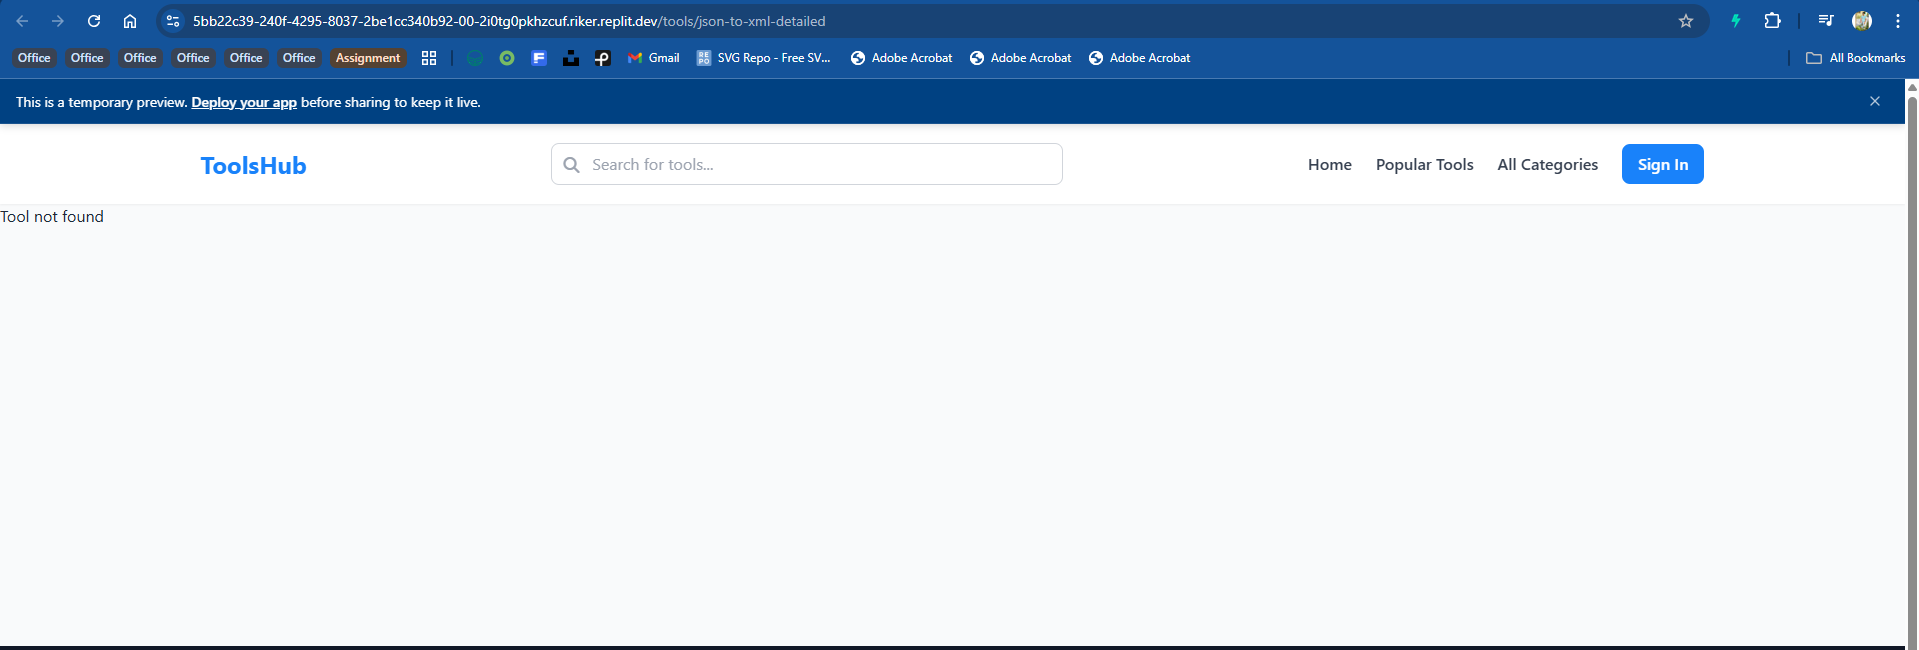 5bb22c39-240f-4295-8037-2be1cc340b92-00-2i0tg0pkhzcuf.riker.replit.dev/tools/json-to-xml-detailed
Office Office Office Office Office Office Assignment Gmail SVG Repo - Free SV... Adobe Acrobat Adobe Acrobat Adobe Acrobat All Bookmarks
This is a temporary preview. Deploy your app before sharing to keep it live.
ToolsHub Search for tools... Home Popular Tools All Categories Sign In
Tool not found